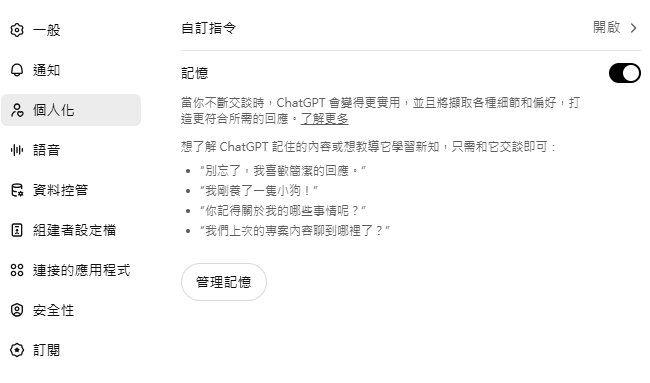 一般
通知
個人化
語音
資料控管
組建者設定檔
連接的應用程式
安全性
訂閱
自訂指令
開啟
記憶
當你不斷交談時，ChatGPT 會變得更實用，並且將擷取各種細節和偏好，打
造更符合所需的回應。了解更多
想了解 ChatGPT 記住的內容或想教導它學習新知，只需和它交談即可：
• “別忘了，我喜歡簡潔的回應。”
• “我剛養了一隻小狗！”
• “你記得關於我的哪些事情呢？”
• “我們上次的專案內容聊到哪裡了？”
管理記憶